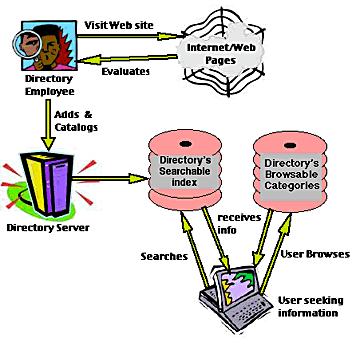 Visit Web site
Internet/Web
Pages
Evaluates
Directory
Employee
Adds &
Catalogs
Directory's
Searchable
index
Directory's
Browsable
Categories
Directory Server
receives
info
Searches
User Browses
User seeking
information